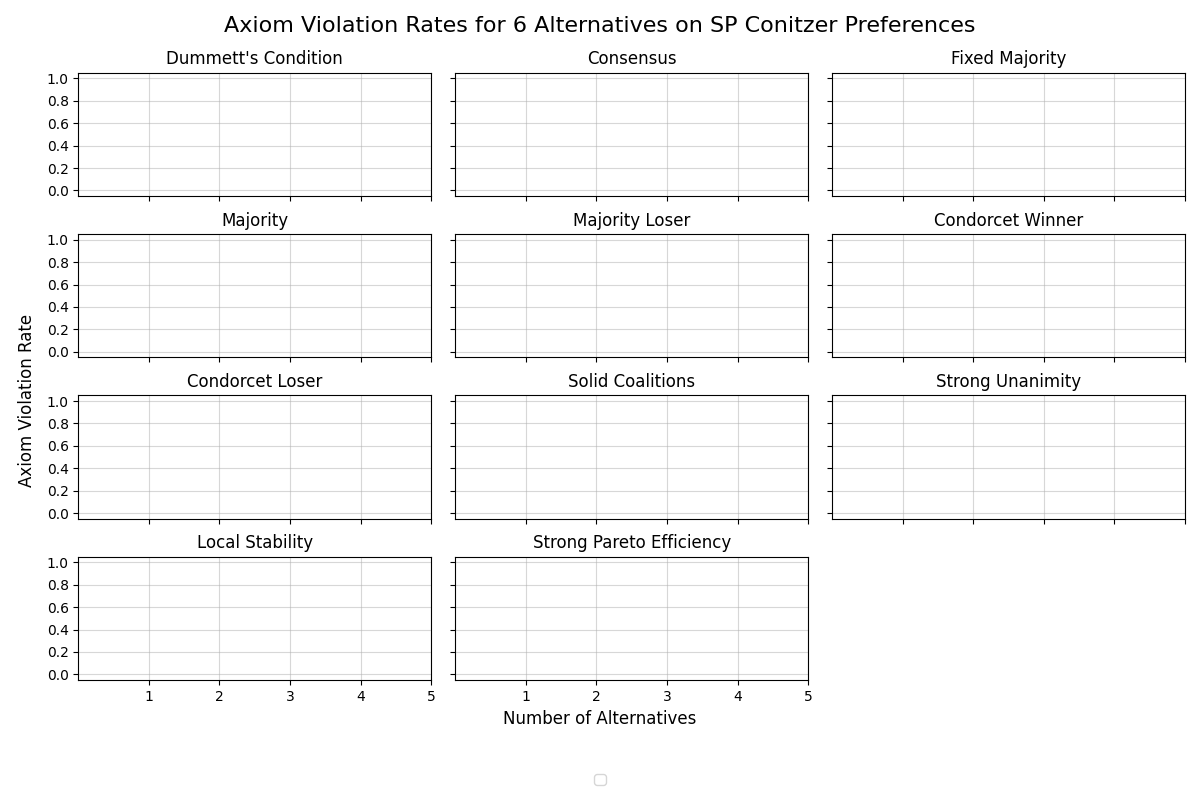 Axiom Violation Rates for 6 Alternatives on SP Conitzer Preferences
Dummett's Condition
Consensus
Fixed Majority
1.0
0.8
0.6
0.4
0.2
0.0
Majority
Majority Loser
Condorcet Winner
1.0
0.8
0.6
0.4
0.2
0.0
Axiom Violation Rate
Condorcet Loser
Solid Coalitions
Strong Unanimity
1.0
0.8
0.6
0.4
0.2
0.0
Local Stability
Strong Pareto Efficiency
1.0
0.8
0.6
0.4
0.2
0.0
1 2 3 4 5
1 2 3 4 5
Number of Alternatives